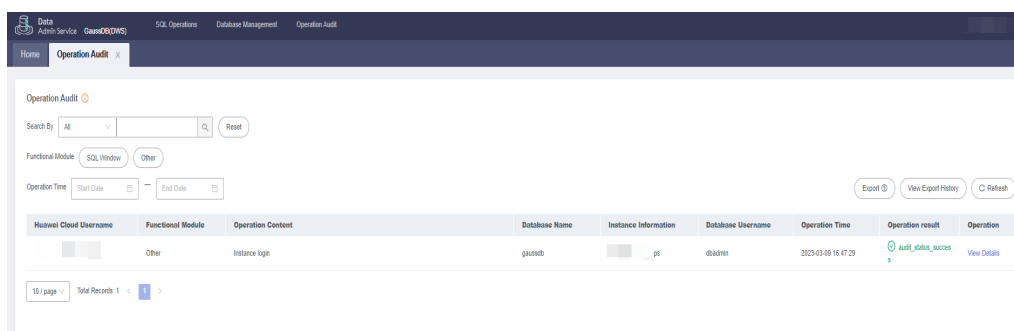 Data
Admin Service GaussDB(DWS) SQL Operations Database Management Operation Audit
Home Operation Audit X
Operation Audit
Search By All Reset
Functional Module SQL Window Other
Operation Time Start Date — End Date Export View Export History Refresh
Huawei Cloud Username Functional Module Operation Content Database Name Instance Information Database Username Operation Time Operation result Operation
Other Instance login gaussdb ps dbadmin 2023-03-09 16:47:29 audit_status_succes
s View Details
10 / page Total Records: 1 < 1 >